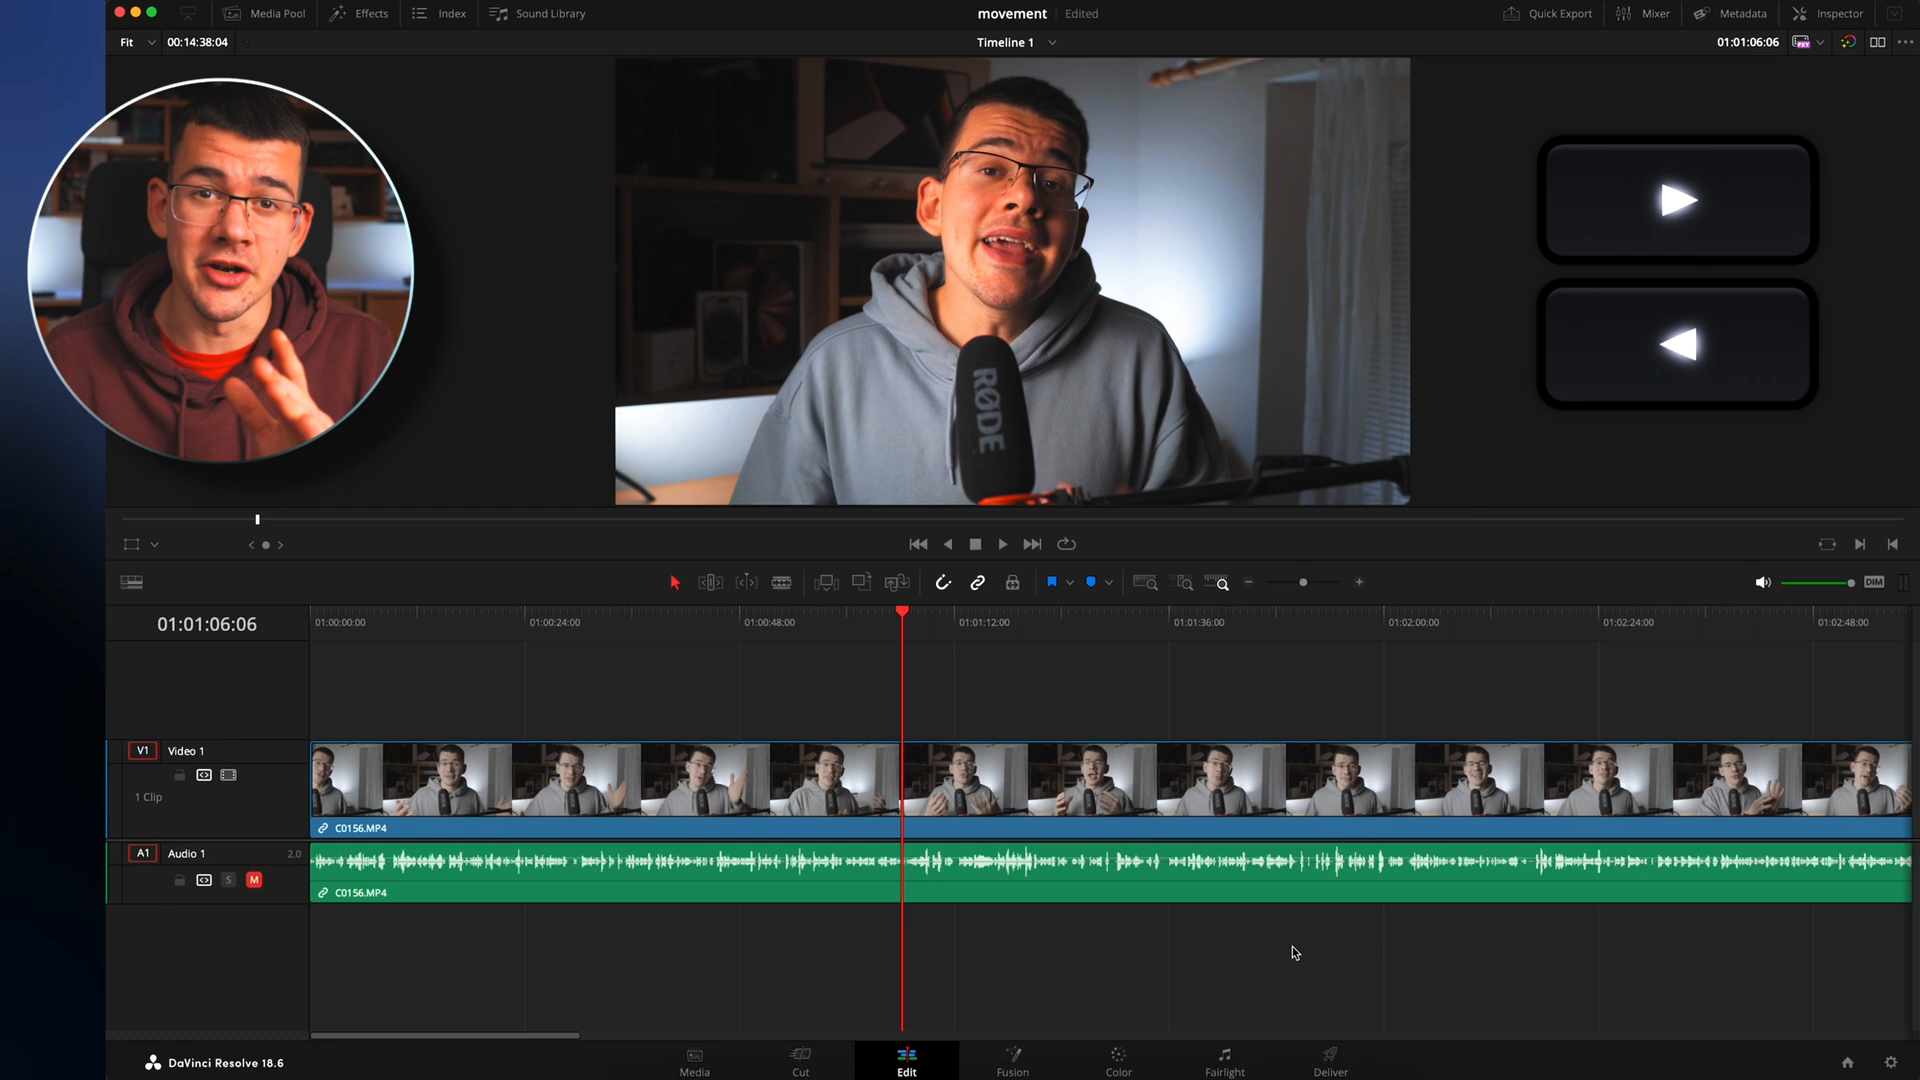 Media Pool
Effects
Index
Sound Library
movement
Edited
Quick Export
Mixer
Metadata
Inspector
Fit
00:14:38:04
Timeline 1
01:01:06:06
RØDE
DIM
01:01:06:06
01:00:00:00
01:00:24:00
01:00:48:00
01:01:12:00
01:01:36:00
01:02:00:00
01:02:24:00
01:02:48:00
V1
Video 1
1 Clip
C0156.MP4
A1
Audio 1
2.0
S
M
C0156.MP4
DaVinci Resolve 18.6
Media
Cut
Edit
Fusion
Color
Fairlight
Deliver